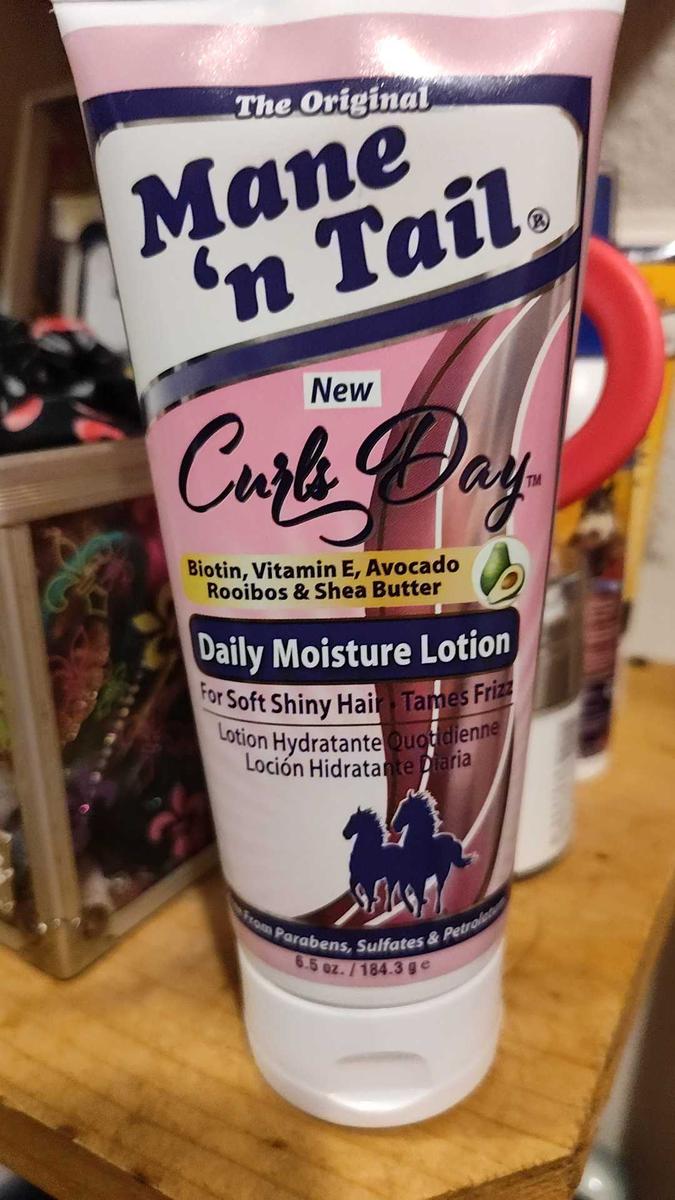 The Original
Mane
'n Tail®
New
Curls Day™
Biotin, Vitamin E, Avocado
Rooibos & Shea Butter
Daily Moisture Lotion
For Soft Shiny Hair • Tames Frizz
Lotion Hydratante Quotidienne
Loción Hidratante Diaria
From Parabens, Sulfates &
6.5 oz. / 184.3 g e